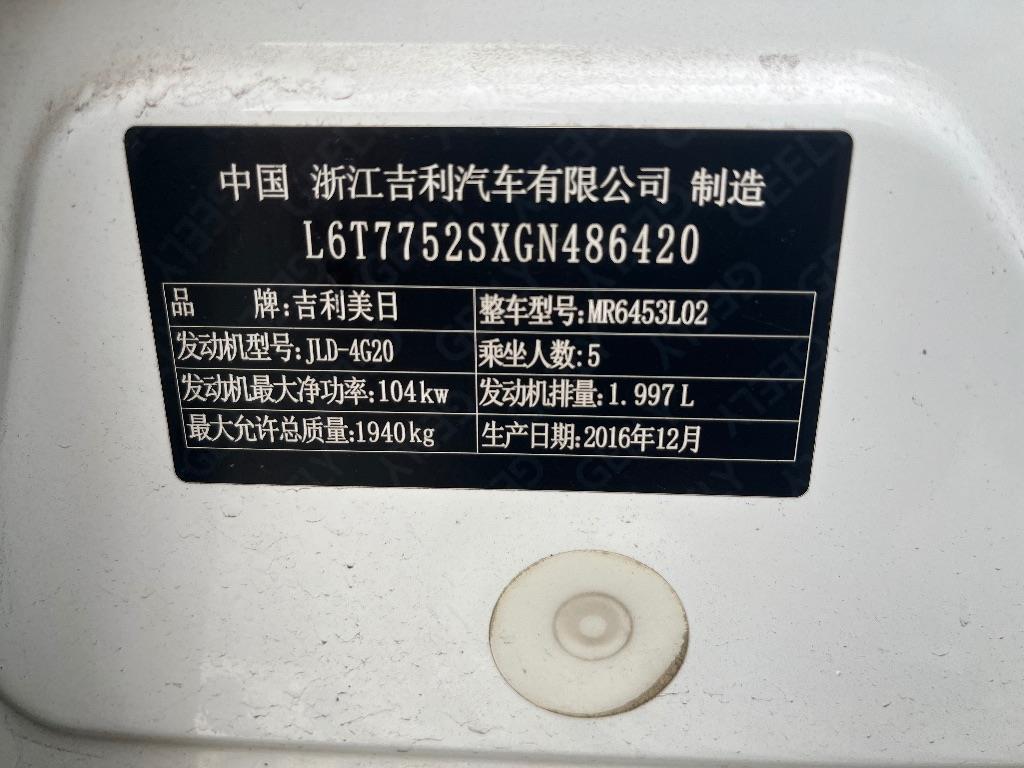 中国 浙江吉利汽车有限公司 制造
L6T7752SXGN486420
品 牌:吉利美日 整车型号:MR6453L02
发动机型号:JLD-4G20 乘坐人数:5
发动机最大净功率:104kw 发动机排量:1.997L
最大允许总质量:1940kg 生产日期:2016年12月